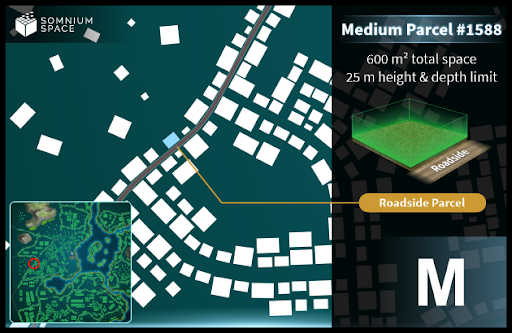 SOMNIUM
SPACE
Medium Parcel #1588
600 m² total space
25 m height & depth limit
Roadside
Roadside Parcel
M